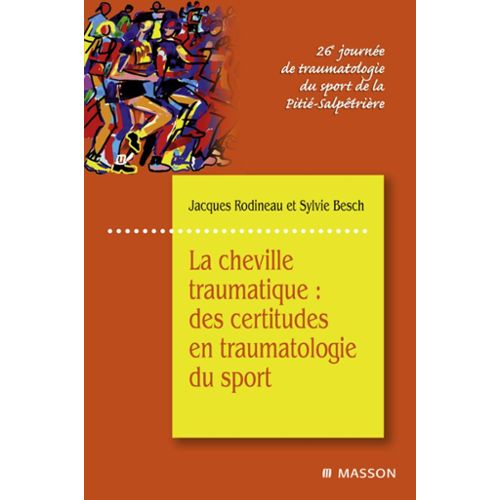 26e journée
de traumatologie
du sport de la
Pitié-Salpêtrière
Jacques Rodineau et Sylvie Besch
La cheville
traumatique :
des certitudes
en traumatologie
du sport
MASSON